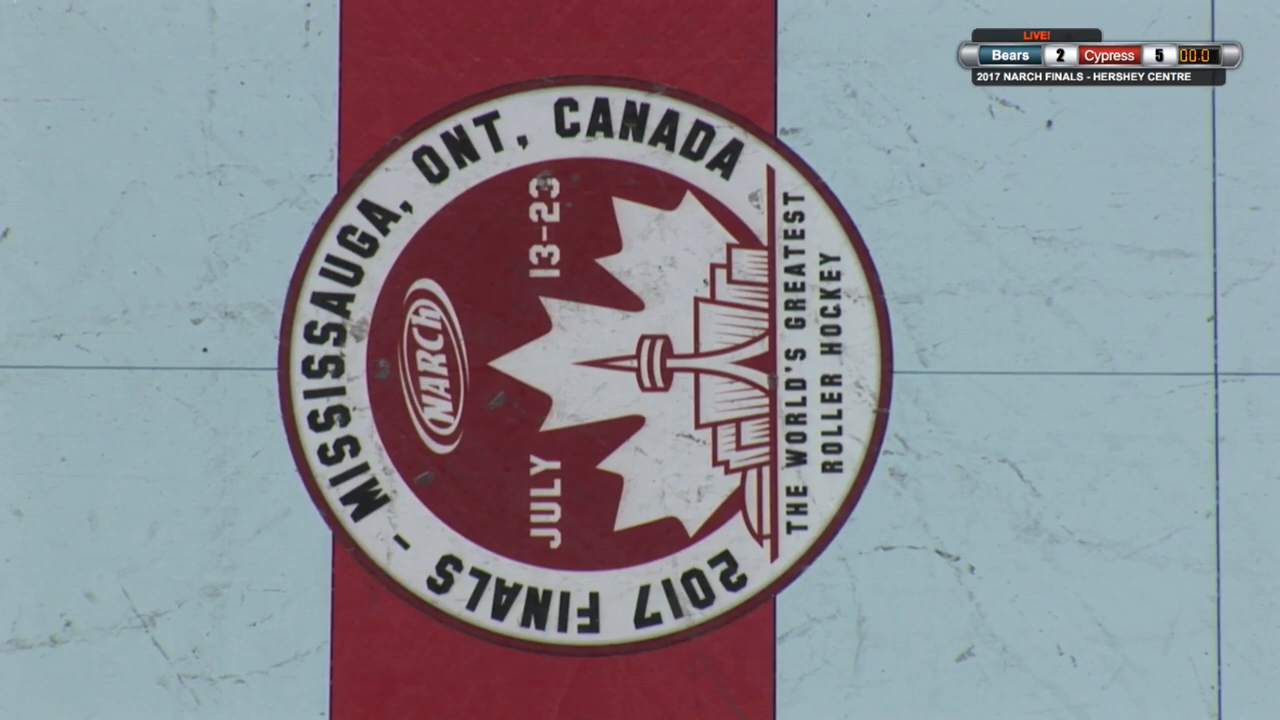 LIVE!
Bears 2 Cypress 5 00.0
2017 NARCH FINALS - HERSHEY CENTRE
2017 FINALS - MISSISSAUGA, ONT, CANADA
NARCh
JULY 13-23
THE WORLD'S GREATEST
ROLLER HOCKEY